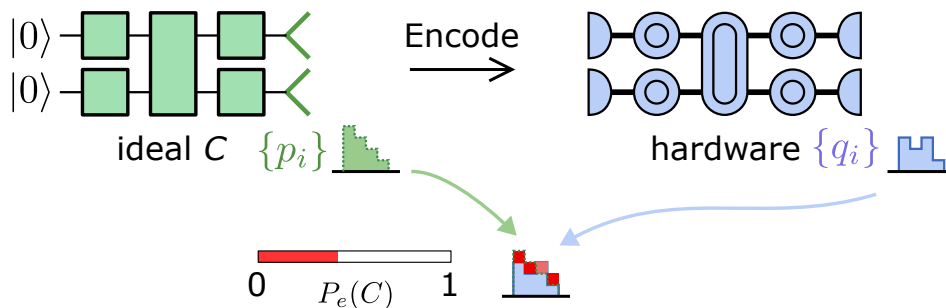 |0⟩ Encode
|0⟩
ideal C {p_i} hardware {q_i}
0 P_e(C) 1